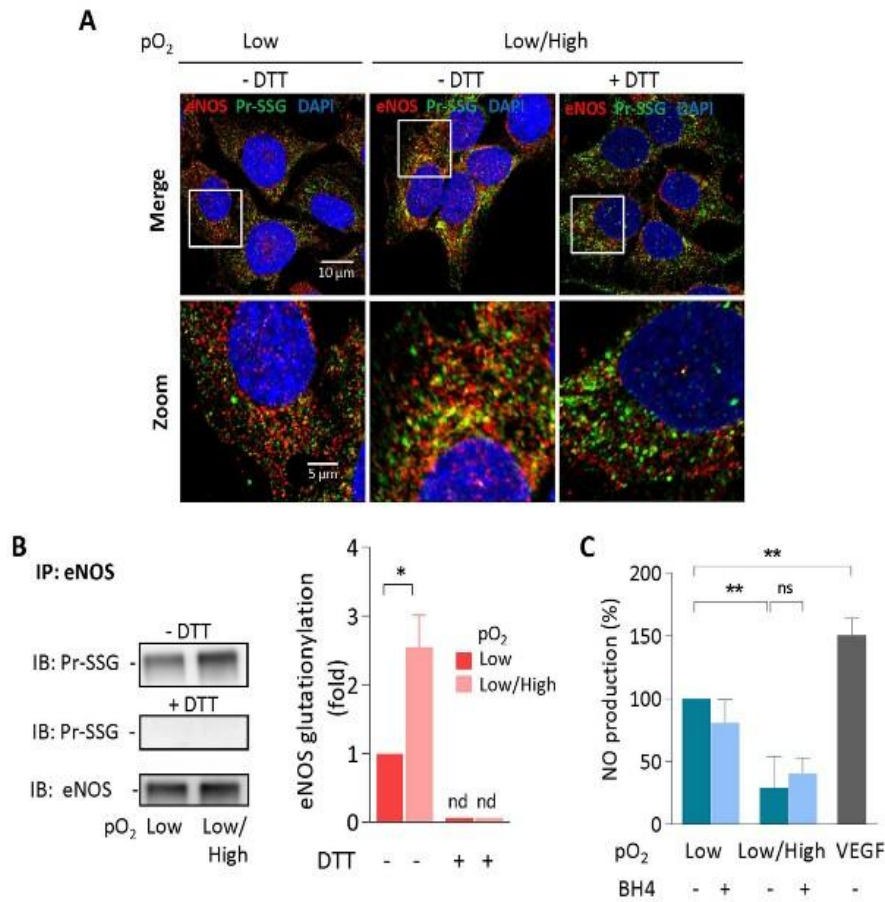 A
pO2 Low Low/High
- DTT - DTT + DTT
eNOS Pr-SSG DAPI eNOS Pr-SSG DAPI eNOS Pr-SSG DAPI
Merge
10 µm
Zoom
5 µm
B
IP: eNOS
- DTT
IB: Pr-SSG -
+ DTT
IB: Pr-SSG -
IB: eNOS -
pO2 Low Low/
High
eNOS glutationylation
(fold)
4
3
2
1
0
*
pO2
Low
Low/High
nd nd
DTT - - + +
C
NO production (%)
200
150
100
50
0
**
** ns
pO2 Low Low/High VEGF
BH4 - + - + -